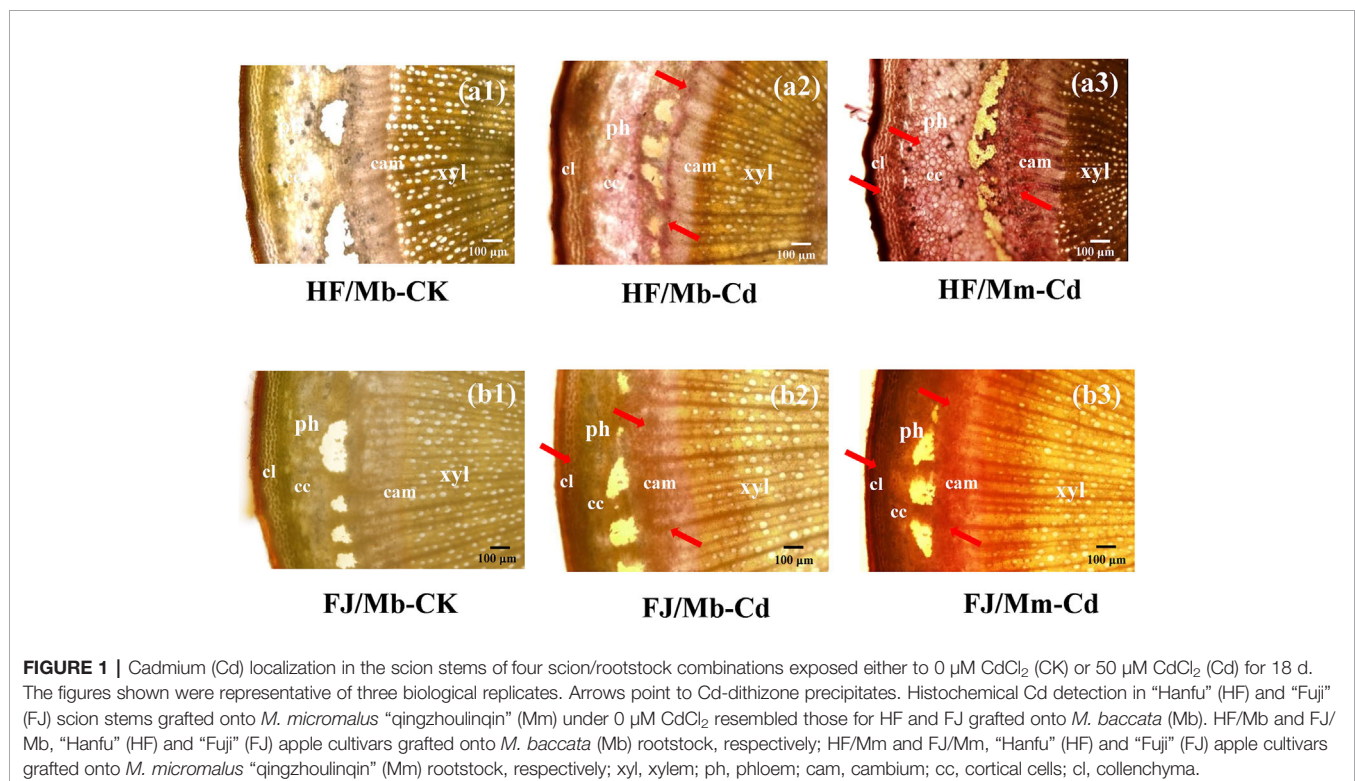 (a1)
cam
xyl
100 µm
HF/Mb-CK
(a2)
ph
cl
cc
cam
xyl
100 µm
HF/Mb-Cd
(a3)
ph
cl
cc
cam
xyl
100 µm
HF/Mm-Cd
(b1)
ph
cl
cc
cam
xyl
100 µm
FJ/Mb-CK
(b2)
ph
cl
cc
cam
xyl
100 µm
FJ/Mb-Cd
(b3)
ph
cl
cc
cam
xyl
100 µm
FJ/Mm-Cd
FIGURE 1 | Cadmium (Cd) localization in the scion stems of four scion/rootstock combinations exposed either to 0 µM CdCl₂ (CK) or 50 µM CdCl₂ (Cd) for 18 d.
The figures shown were representative of three biological replicates. Arrows point to Cd-dithizone precipitates. Histochemical Cd detection in “Hanfu” (HF) and “Fuji”
(FJ) scion stems grafted onto M. micromalus “qingzhoulinqin” (Mm) under 0 µM CdCl₂ resembled those for HF and FJ grafted onto M. baccata (Mb). HF/Mb and FJ/
Mb, “Hanfu” (HF) and “Fuji” (FJ) apple cultivars grafted onto M. baccata (Mb) rootstock, respectively; HF/Mm and FJ/Mm, “Hanfu” (HF) and “Fuji” (FJ) apple cultivars
grafted onto M. micromalus “qingzhoulinqin” (Mm) rootstock, respectively; xyl, xylem; ph, phloem; cam, cambium; cc, cortical cells; cl, collenchyma.